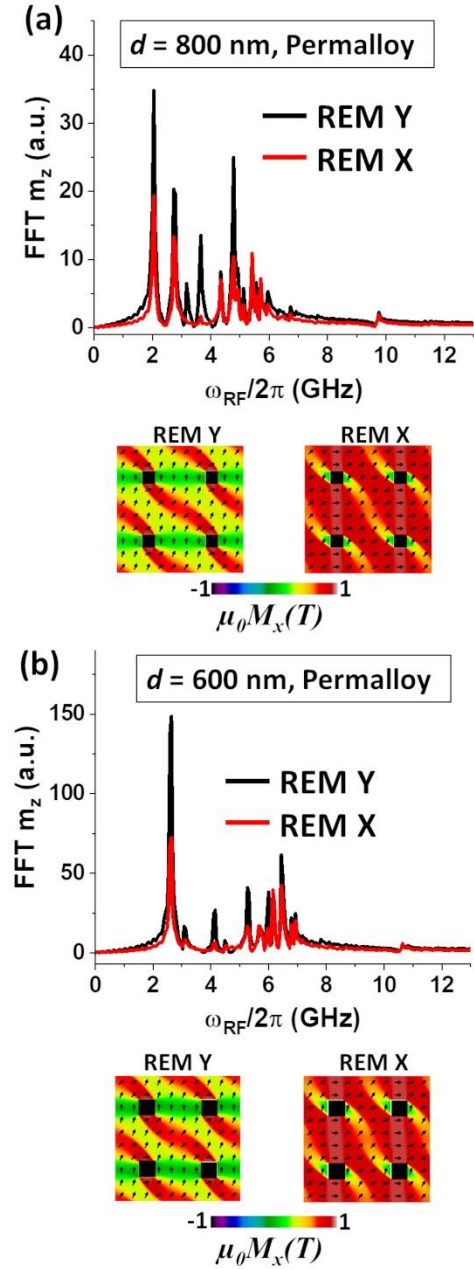 (a)
d = 800 nm, Permalloy
FFT m_z (a.u.)
40
30
20
10
0
REM Y
REM X
0 2 4 6 8 10 12
ω_RF/2π (GHz)
REM Y REM X
-1 1
μ₀M_x(T)
(b)
d = 600 nm, Permalloy
FFT m_z (a.u.)
150
100
50
0
REM Y
REM X
0 2 4 6 8 10 12
ω_RF/2π (GHz)
REM Y REM X
-1 1
μ₀M_x(T)